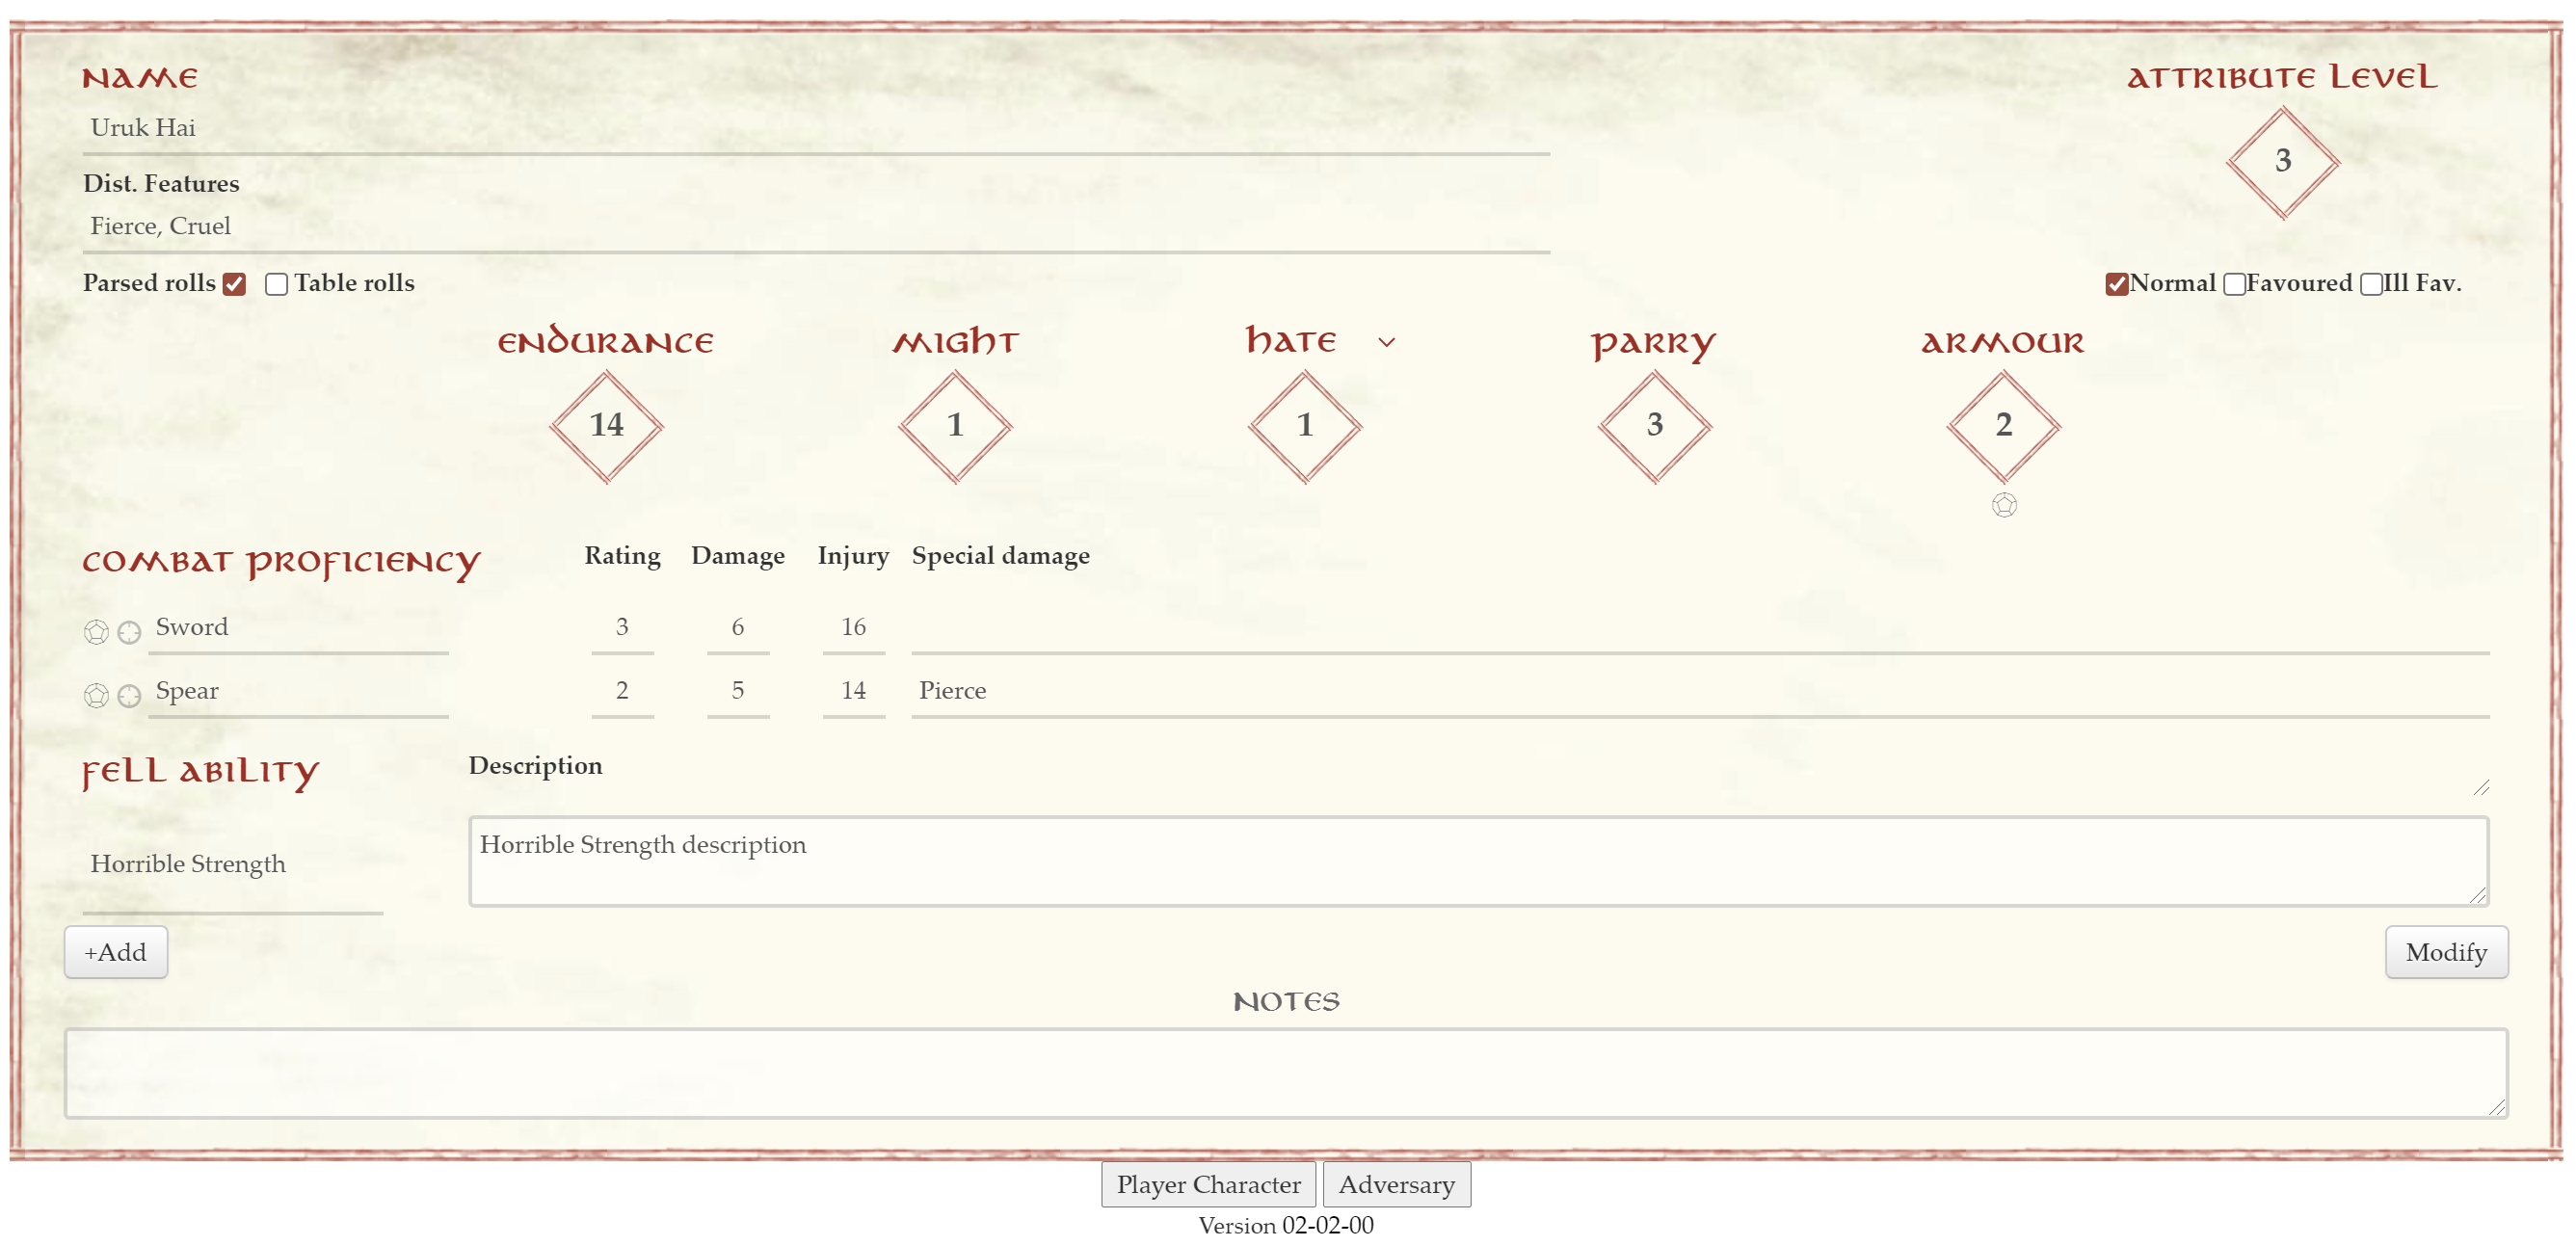 NAME
ATTRIBUTE LEVEL
Uruk Hai
3
Dist. Features
Fierce, Cruel
Parsed rolls Table rolls
Normal Favoured Ill Fav.
ENDURANCE MIGHT HATE PARRY ARMOUR
14 1 1 3 2
COMBAT PROFICIENCY Rating Damage Injury Special damage
Sword 3 6 16
Spear 2 5 14 Pierce
FELL ABILITY Description
Horrible Strength description
Horrible Strength
+Add Modify
NOTES
Player Character Adversary
Version 02-02-00